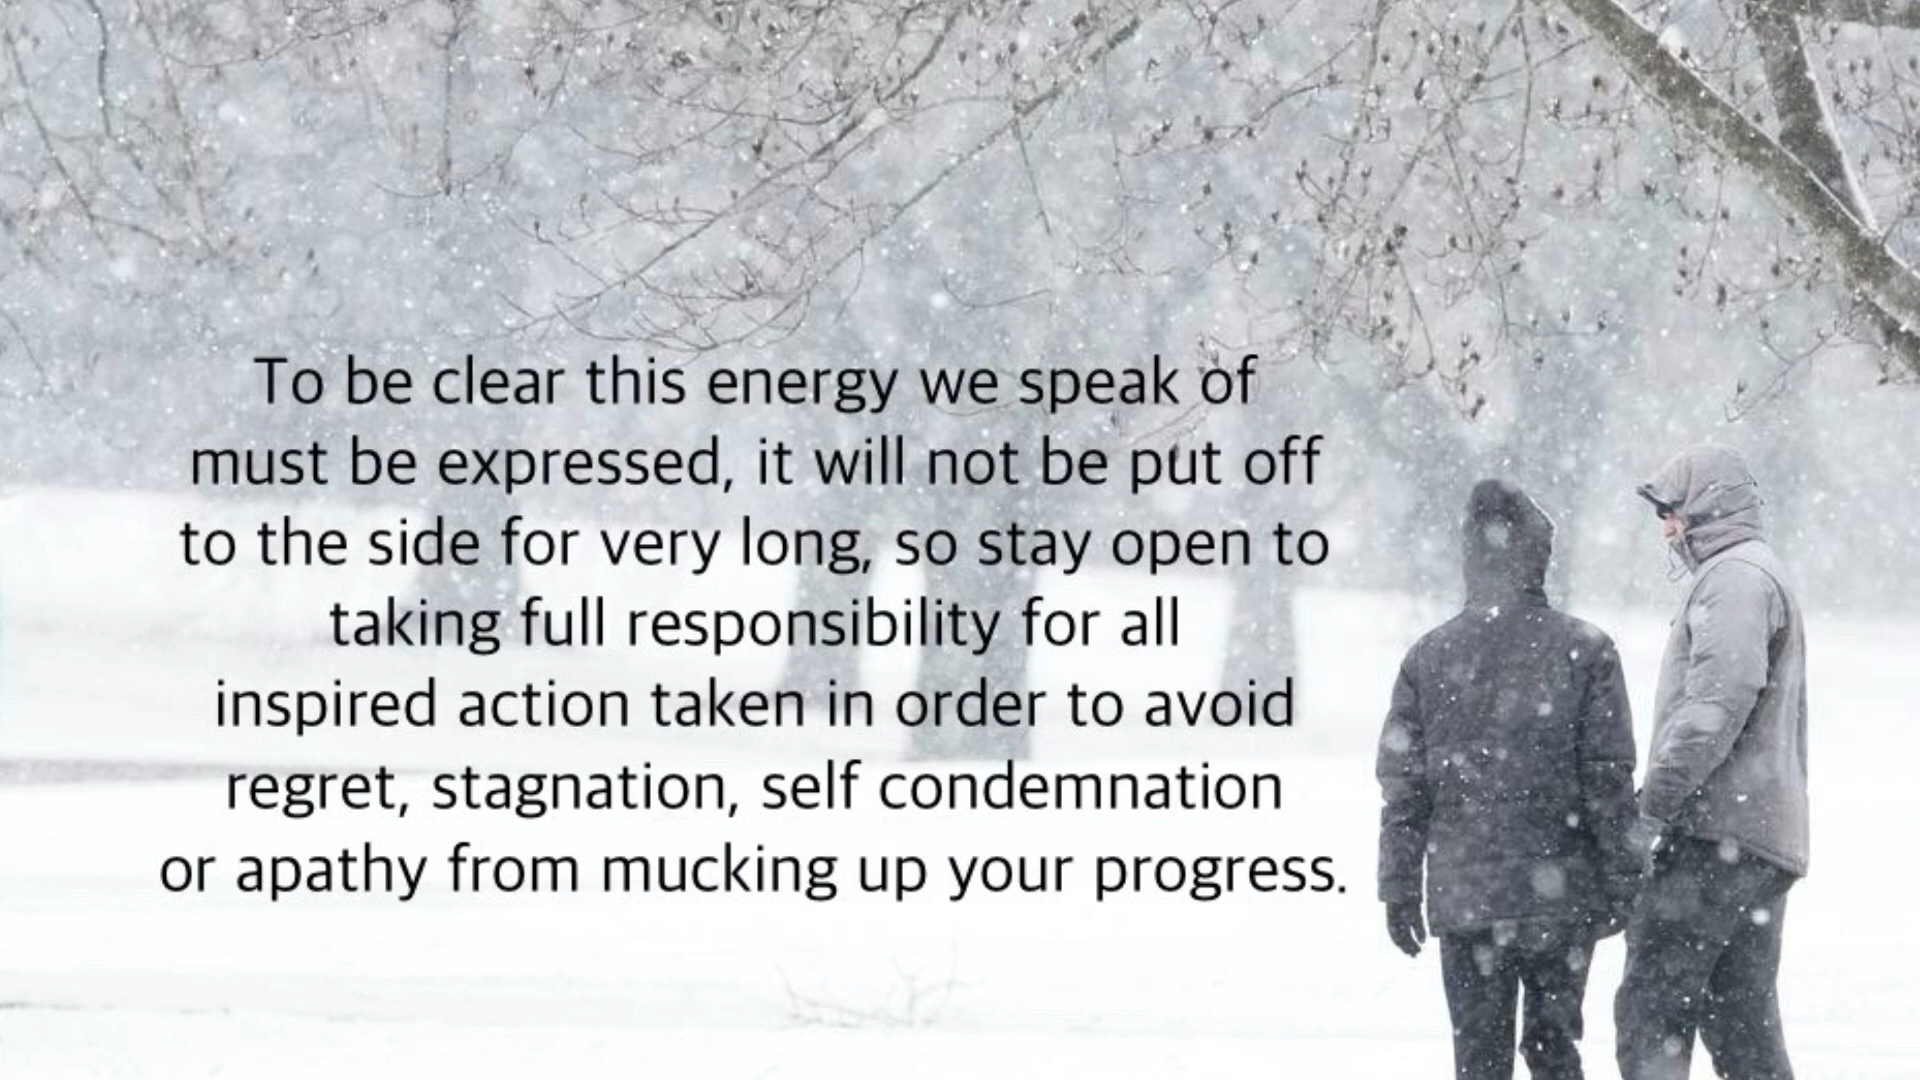 To be clear this energy we speak of
must be expressed, it will not be put off
to the side for very long, so stay open to
taking full responsibility for all
inspired action taken in order to avoid
regret, stagnation, self condemnation
or apathy from mucking up your progress.